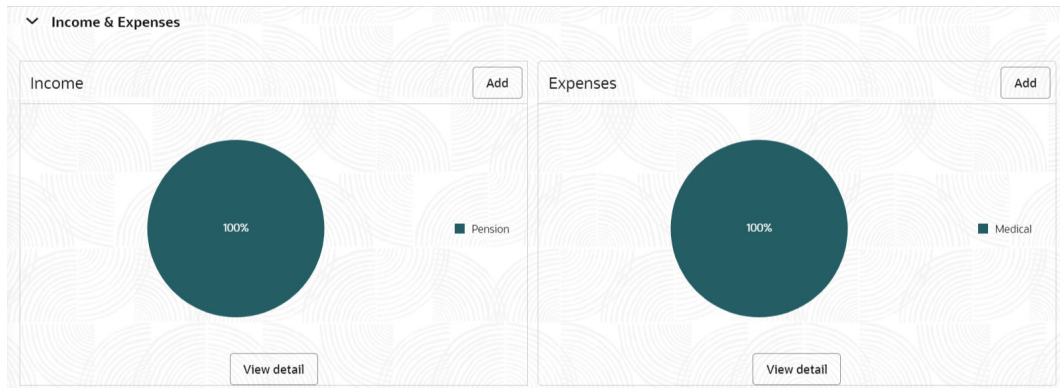 Income & Expenses
Income
Add
100%
Pension
View detail
Expenses
Add
100%
Medical
View detail